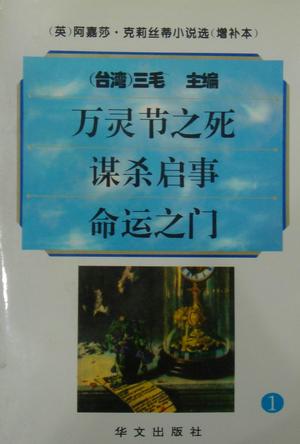 (英)阿嘉莎·克莉丝蒂小说选(增补本)
(台湾)三毛 主编
万灵节之死
谋杀启事
命运之门
1
华文出版社